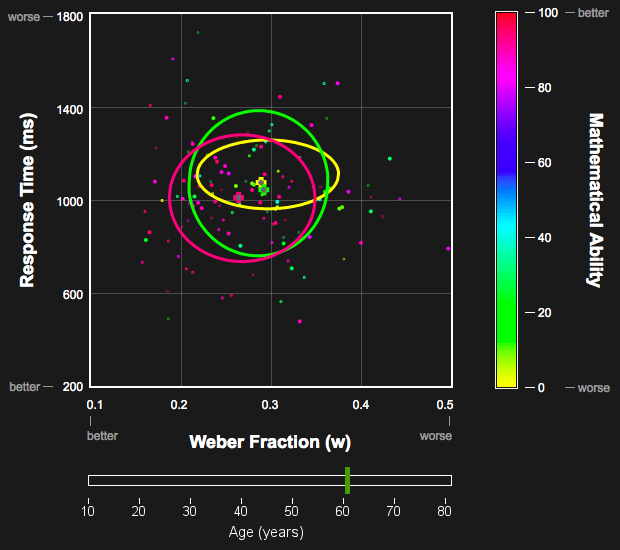 worse
1800
1400
1000
600
better
200
Response Time (ms)
0.1
0.2
0.3
0.4
0.5
better
worse
Weber Fraction (w)
100
better
80
60
40
20
0
worse
Mathematical Ability
10
20
30
40
50
60
70
80
Age (years)